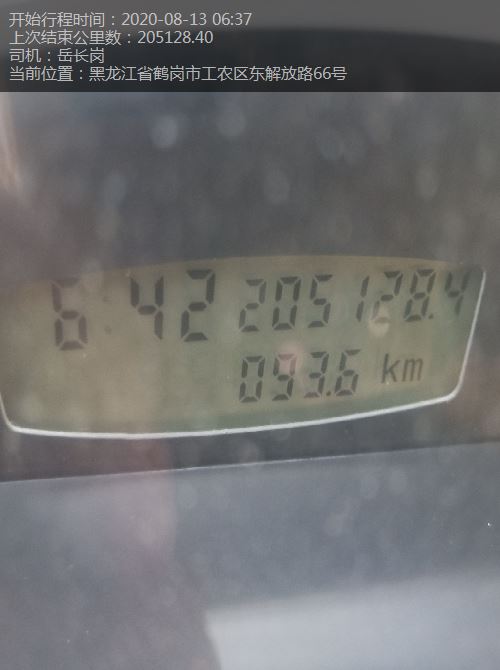 开始行程时间：2020-08-13 06:37
上次结束公里数：205128.40
司机：岳长岗
当前位置：黑龙江省鹤岗市工农区东解放路66号
6:42 205128.4
093.6 km